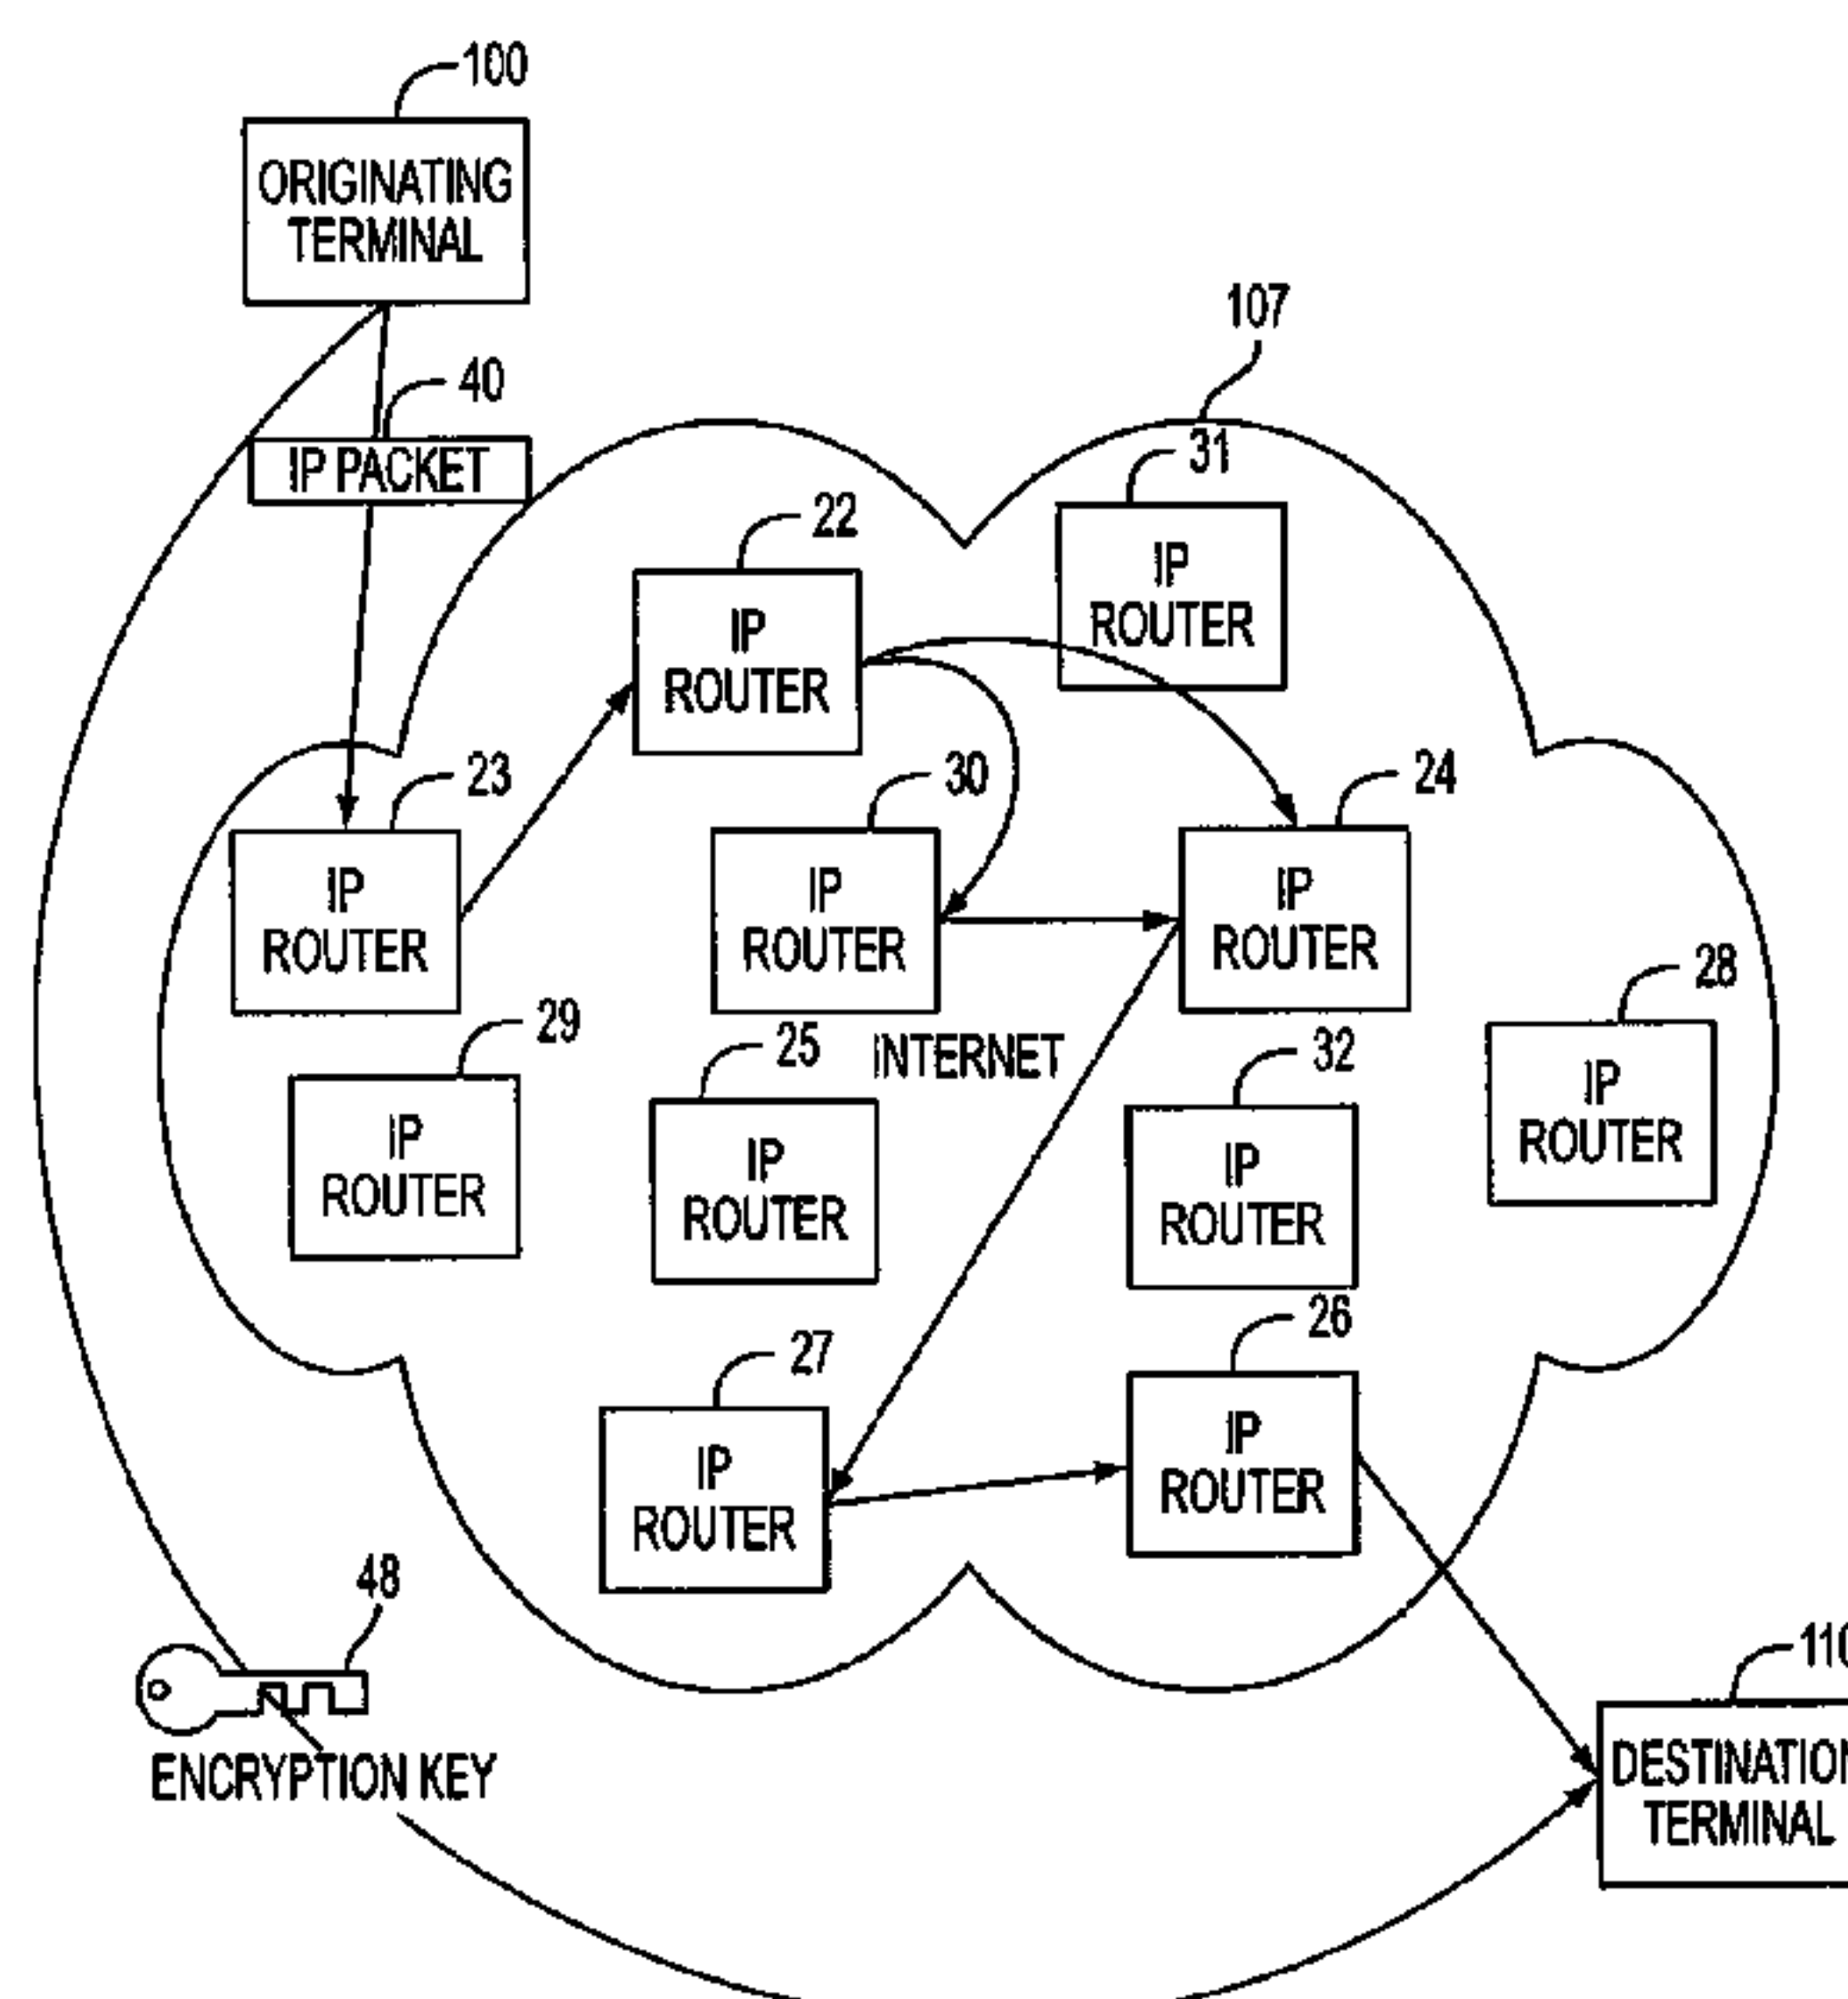 100
ORIGINATING
TERMINAL
107
40
IP PACKET
31
IP
ROUTER
22
IP
ROUTER
23
IP
ROUTER
30
IP
ROUTER
24
IP
ROUTER
28
IP
ROUTER
29
IP
ROUTER
25
IP
ROUTER
INTERNET
32
IP
ROUTER
27
IP
ROUTER
26
IP
ROUTER
48
ENCRYPTION KEY
110
DESTINATION
TERMINAL